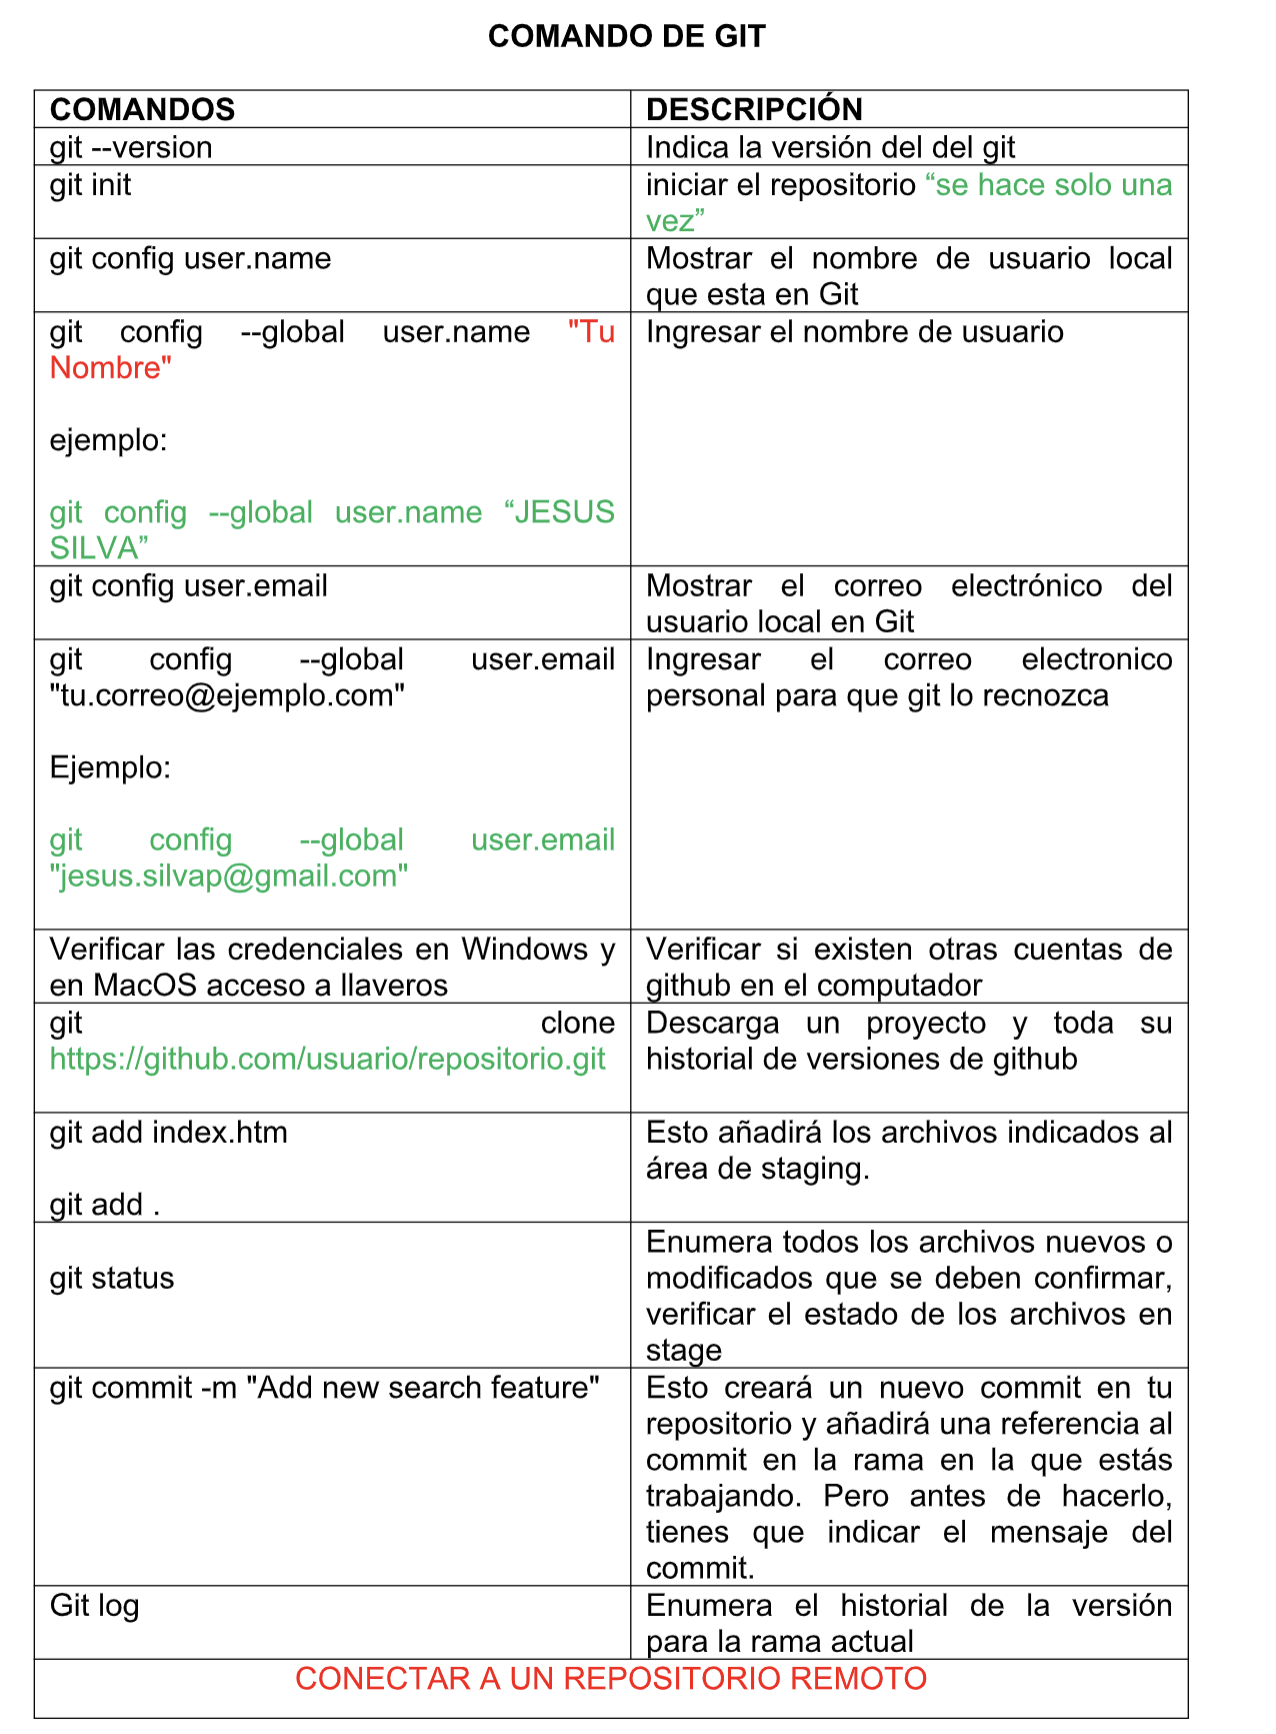 COMANDO DE GIT
COMANDOS
DESCRIPCIÓN
git --version
Indica la versión del del git
git init
iniciar el repositorio “se hace solo una
vez”
git config user.name
Mostrar el nombre de usuario local
que esta en Git
git config --global user.name "Tu
Nombre"
ejemplo:
git config --global user.name “JESUS
SILVA”
Ingresar el nombre de usuario
git config user.email
Mostrar el correo electrónico del
usuario local en Git
git config --global user.email
"tu.correo@ejemplo.com"
Ejemplo:
git config --global user.email
"jesus.silvap@gmail.com"
Ingresar el correo electronico
personal para que git lo recnozca
Verificar las credenciales en Windows y
en MacOS acceso a llaveros
Verificar si existen otras cuentas de
github en el computador
git clone
https://github.com/usuario/repositorio.git
Descarga un proyecto y toda su
historial de versiones de github
git add index.htm
git add .
Esto añadirá los archivos indicados al
área de staging.
git status
Enumera todos los archivos nuevos o
modificados que se deben confirmar,
verificar el estado de los archivos en
stage
git commit -m "Add new search feature"
Esto creará un nuevo commit en tu
repositorio y añadirá una referencia al
commit en la rama en la que estás
trabajando. Pero antes de hacerlo,
tienes que indicar el mensaje del
commit.
Git log
Enumera el historial de la versión
para la rama actual
CONECTAR A UN REPOSITORIO REMOTO